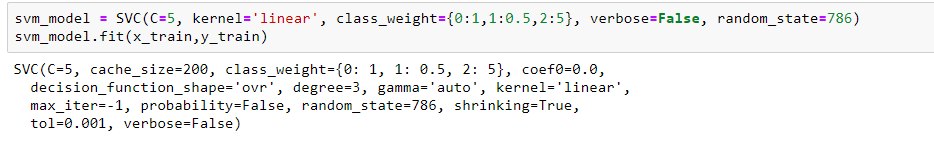 svm_model = SVC(C=5, kernel='linear', class_weight={0:1,1:0.5,2:5}, verbose=False, random_state=786)
svm_model.fit(x_train,y_train)
SVC(C=5, cache_size=200, class_weight={0: 1, 1: 0.5, 2: 5}, coef0=0.0,
  decision_function_shape='ovr', degree=3, gamma='auto', kernel='linear',
  max_iter=-1, probability=False, random_state=786, shrinking=True,
  tol=0.001, verbose=False)